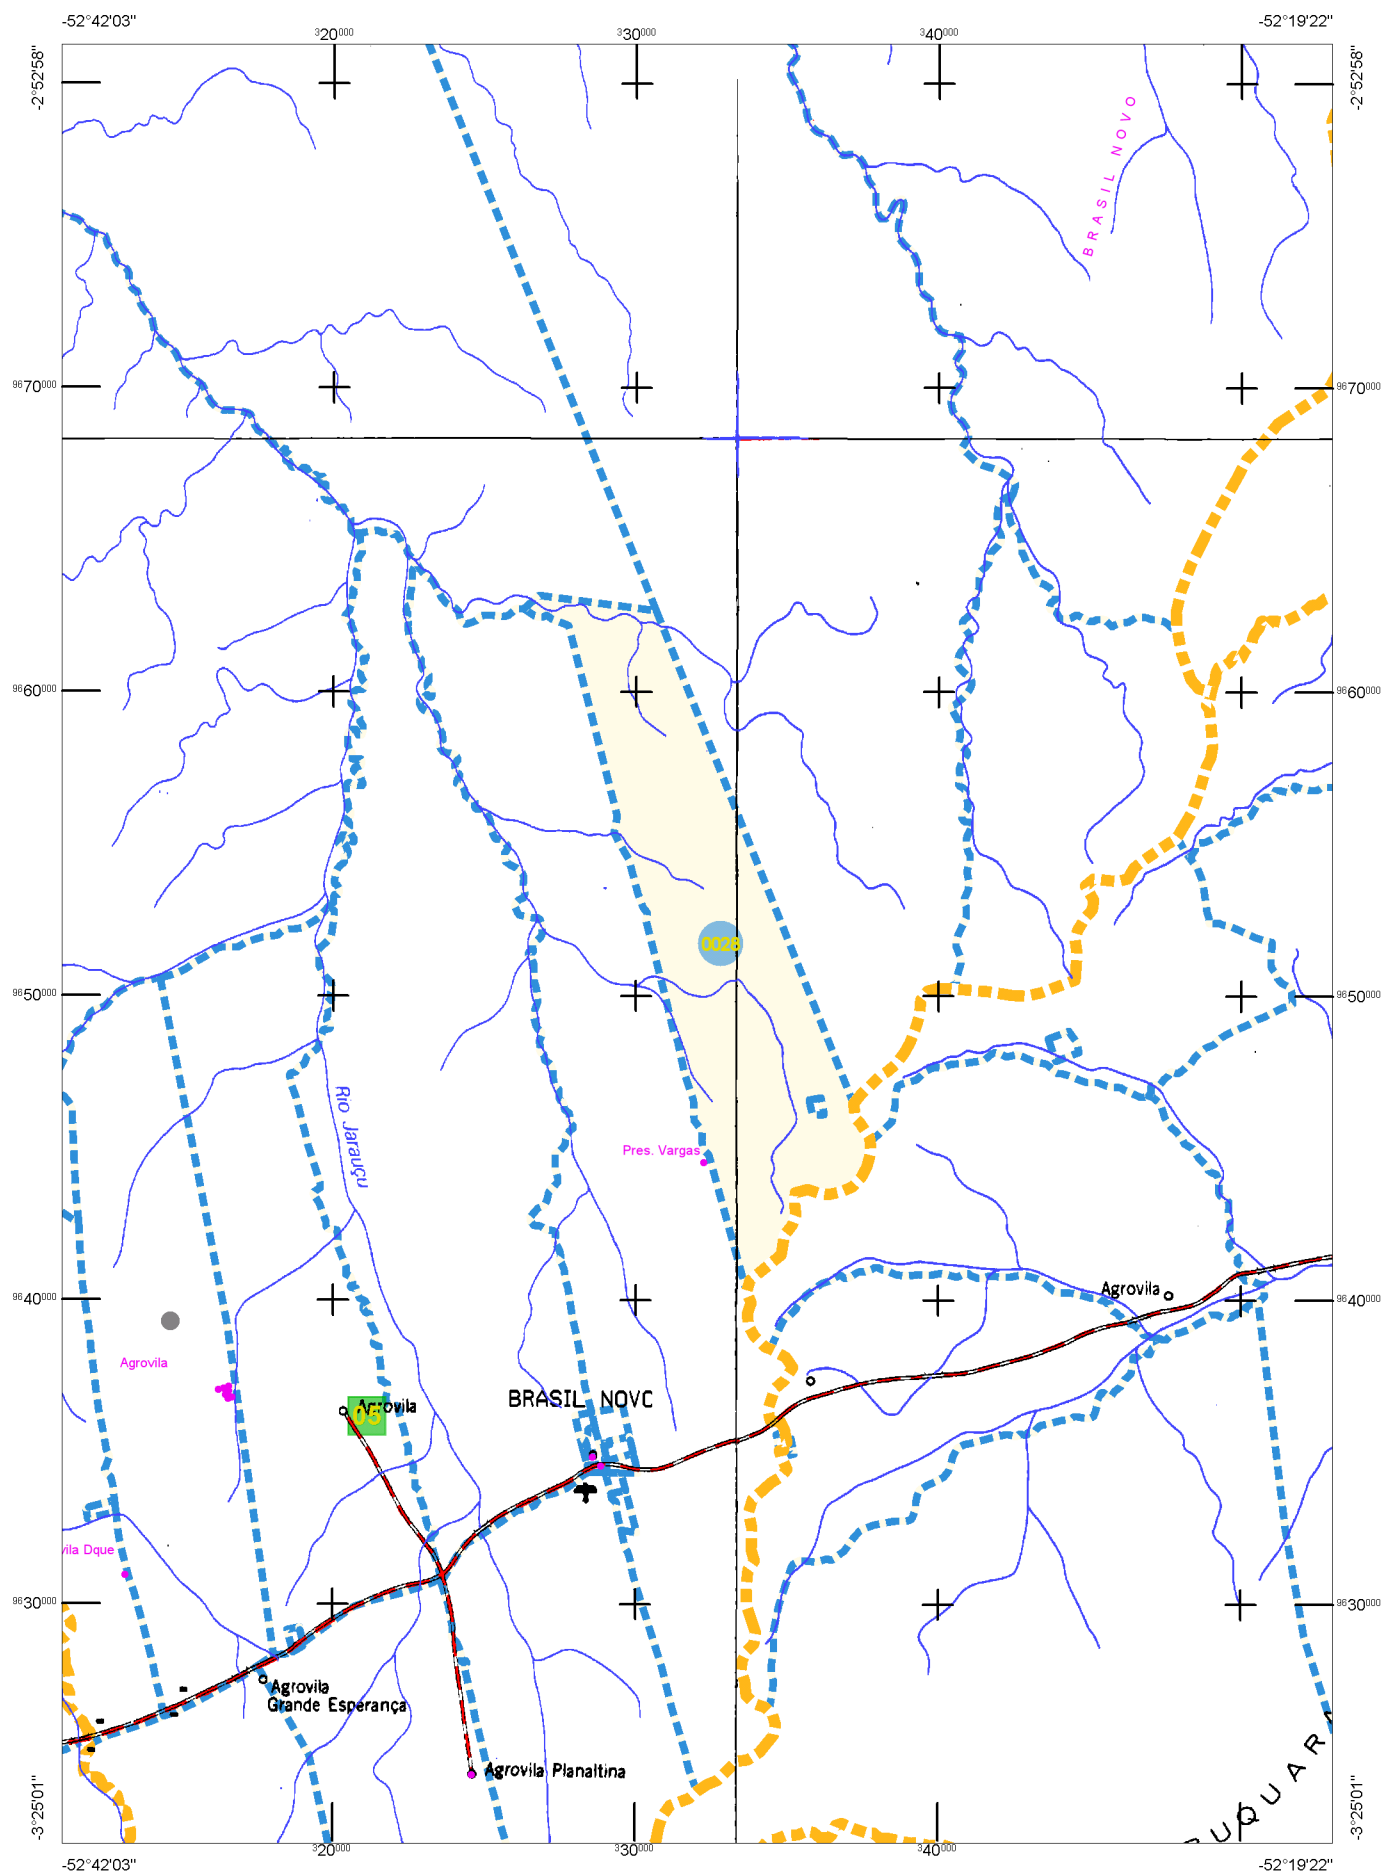 -52°42'03"
-52°19'22"
320000
330000
340000
-2°52'58"
-2°52'58"
BRASIL NOVO
9670000
9670000
9660000
9660000
0028
9650000
9650000
Rio Jarauçu
Pres. Vargas
9640000
Agrovila
9640000
Agrovila
BRASIL NOVO
Agrovila
05
vila Dque
9630000
9630000
Agrovila
Grande Esperança
Agrovila Planaltina
UQUAR
-3°25'01"
-3°25'01"
320000
330000
340000
-52°42'03"
-52°19'22"